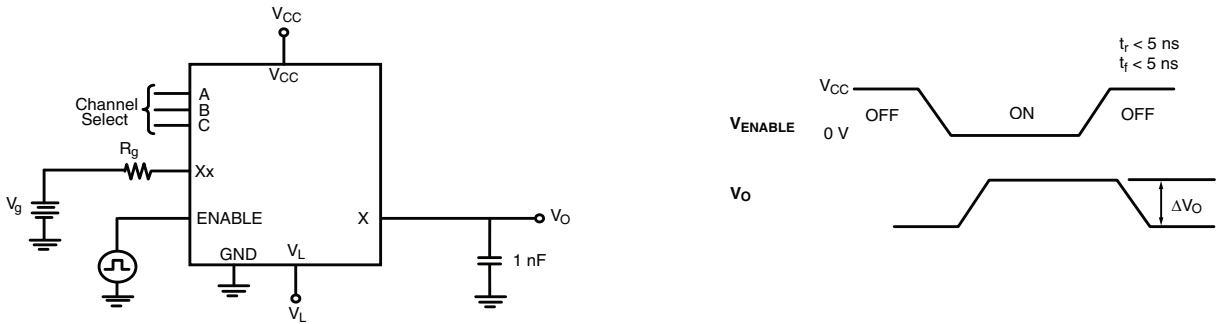 VCC
VCC
A
Channel
Select
B
C
Rg
Xx
Vg
ENABLE
X
VO
GND
VL
1 nF
VL
tr < 5 ns
tf < 5 ns
VCC
OFF
ON
OFF
VENABLE
0 V
VO
ΔVO